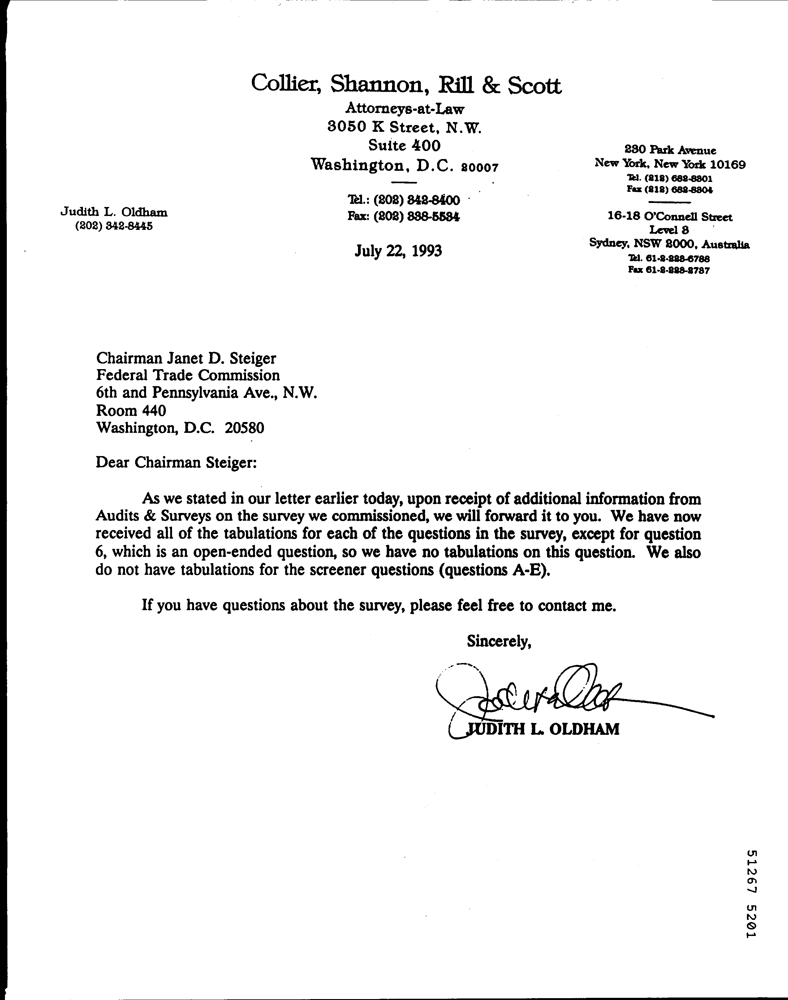 Collier, Shannon, Rill & Scott
Attorneys-at-Law
3050 K Street, N.W.
Suite 400
Washington, D.C. 20007
Tel.: (202) 342-8400
Fax: (202) 338-5534
July 22, 1993
Judith L. Oldham
(202) 342-8445
230 Park Avenue
New York, New York 10169
Tel. (212) 682-8801
Fax (212) 682-8804
16-18 O'Connell Street
Level 8
Sydney, NSW 2000, Australia
Tel. 61-2-228-6788
Fax 61-2-228-2787
Chairman Janet D. Steiger
Federal Trade Commission
6th and Pennsylvania Ave., N.W.
Room 440
Washington, D.C. 20580
Dear Chairman Steiger:
As we stated in our letter earlier today, upon receipt of additional information from
Audits & Surveys on the survey we commissioned, we will forward it to you. We have now
received all of the tabulations for each of the questions in the survey, except for question
6, which is an open-ended question, so we have no tabulations on this question. We also
do not have tabulations for the screener questions (questions A-E).
If you have questions about the survey, please feel free to contact me.
Sincerely,
JUDITH L. OLDHAM
51267 5201